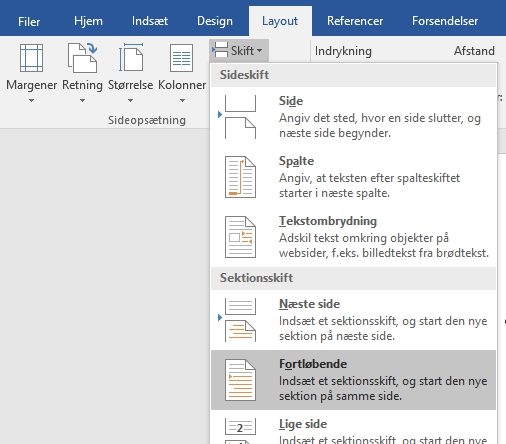 Filer Hjem Indsæt Design Layout Referencer Forsendelser
Margener Retning Størrelse Kolonner Skift Indrykning Afstand
Sideopsætning
Sideskift
Side
Angiv det sted, hvor en side slutter, og
næste side begynder.
Spalte
Angiv, at teksten efter spalteskiftet
starter i næste spalte.
Tekstombrydning
Adskil tekst omkring objekter på
websider, f.eks. billedtekst fra brødtekst.
Sektionsskift
Næste side
Indsæt et sektionsskift, og start den nye
sektion på næste side.
Fortløbende
Indsæt et sektionsskift, og start den nye
sektion på samme side.
Lige side
2
Indsæt et sektionsskift, og start den nye